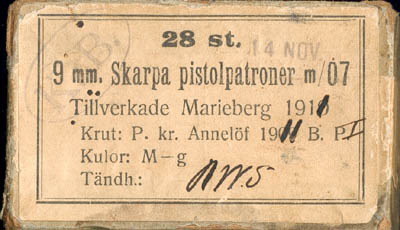 28 st.
14 NOV
9 mm. Skarpa pistolpatroner m/07
Tillverkade Marieberg 1911
Krut: P. kr. Annelöf 1911 B. P I
Kulor: M-g
Tändh.: